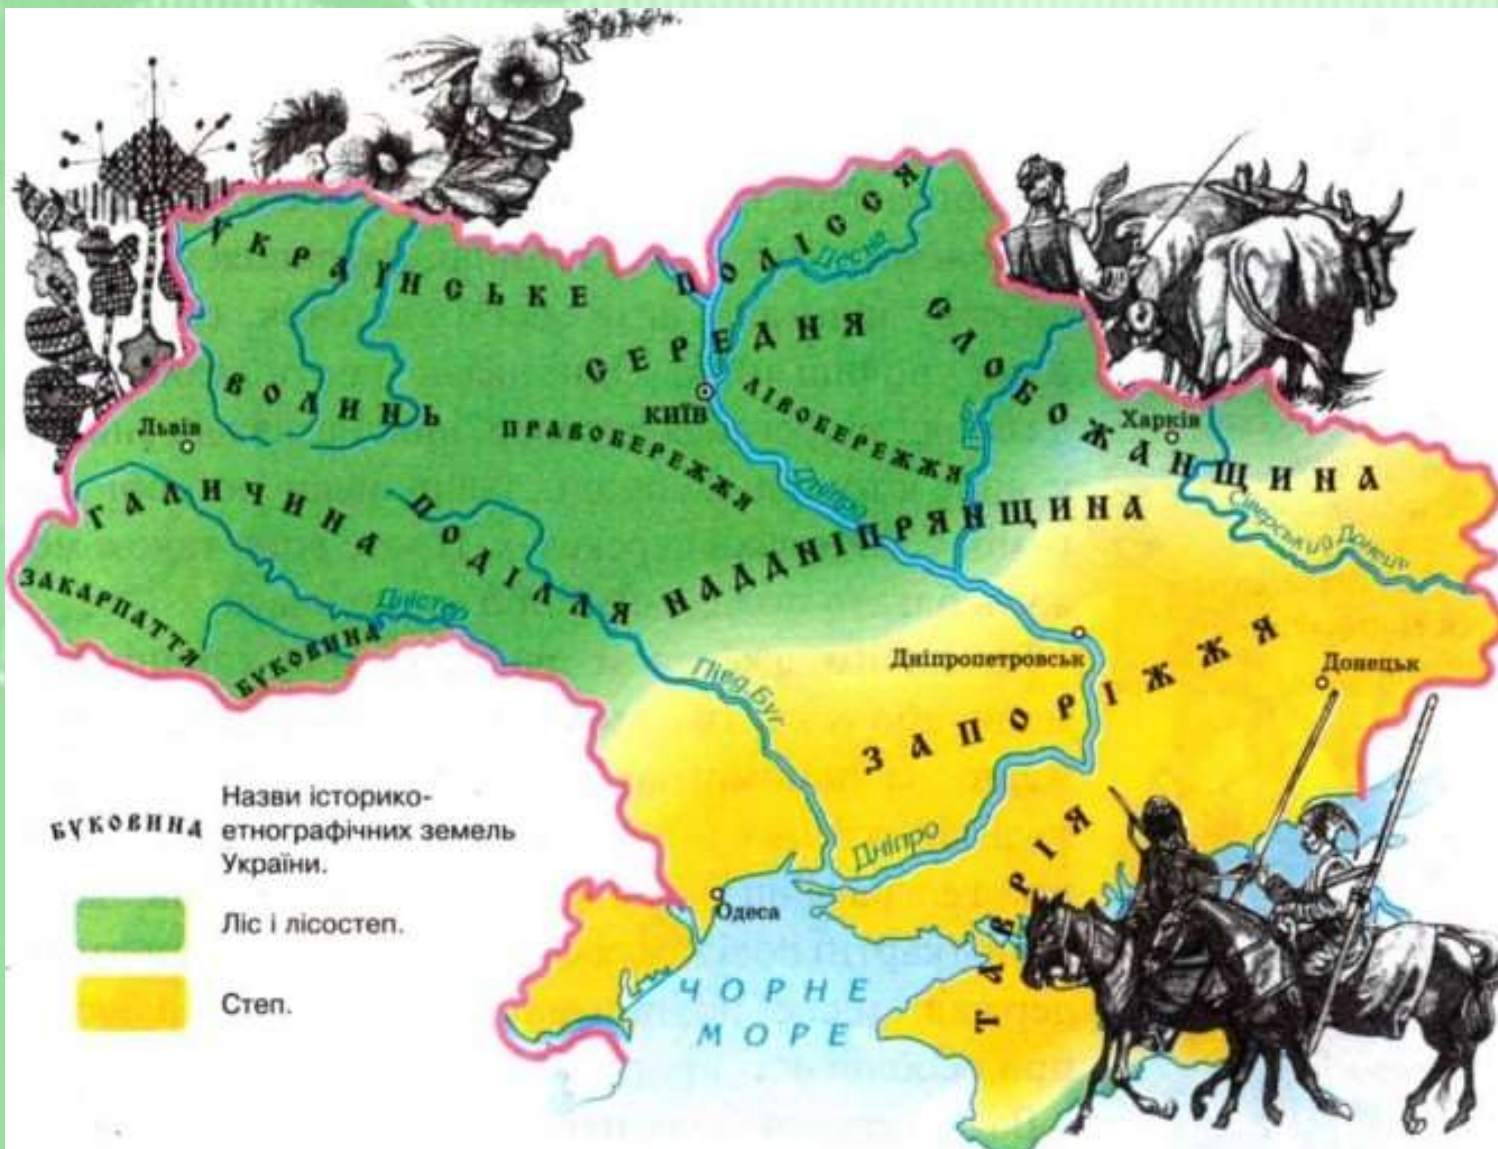 УКРАЇНСЬКЕ ПОЛІССЯ
Десна
СЕРЕДНЯ
СЛОБОЖАНЩИНА
ВОЛИНЬ
КИЇВ
ЛІВОБЕРЕЖЖЯ
Львів
ПРАВОБЕРЕЖЖЯ
Харків
ГАЛИЧИНА
ПОДІЛЛЯ
Дніпро
НАДДНІПРЯНЩИНА
Сіверський Донець
ЗАКАРПАТТЯ
Дністер
БУКОВИНА
Дніпропетровськ
Донецьк
Півд. Буг
ЗАПОРІЖЖЯ
БУКОВИНА
Назви історико-
етнографічних земель
України.
Дніпро
ТАВРІЯ
Ліс і лісостеп.
Одеса
Степ.
ЧОРНЕ
МОРЕ